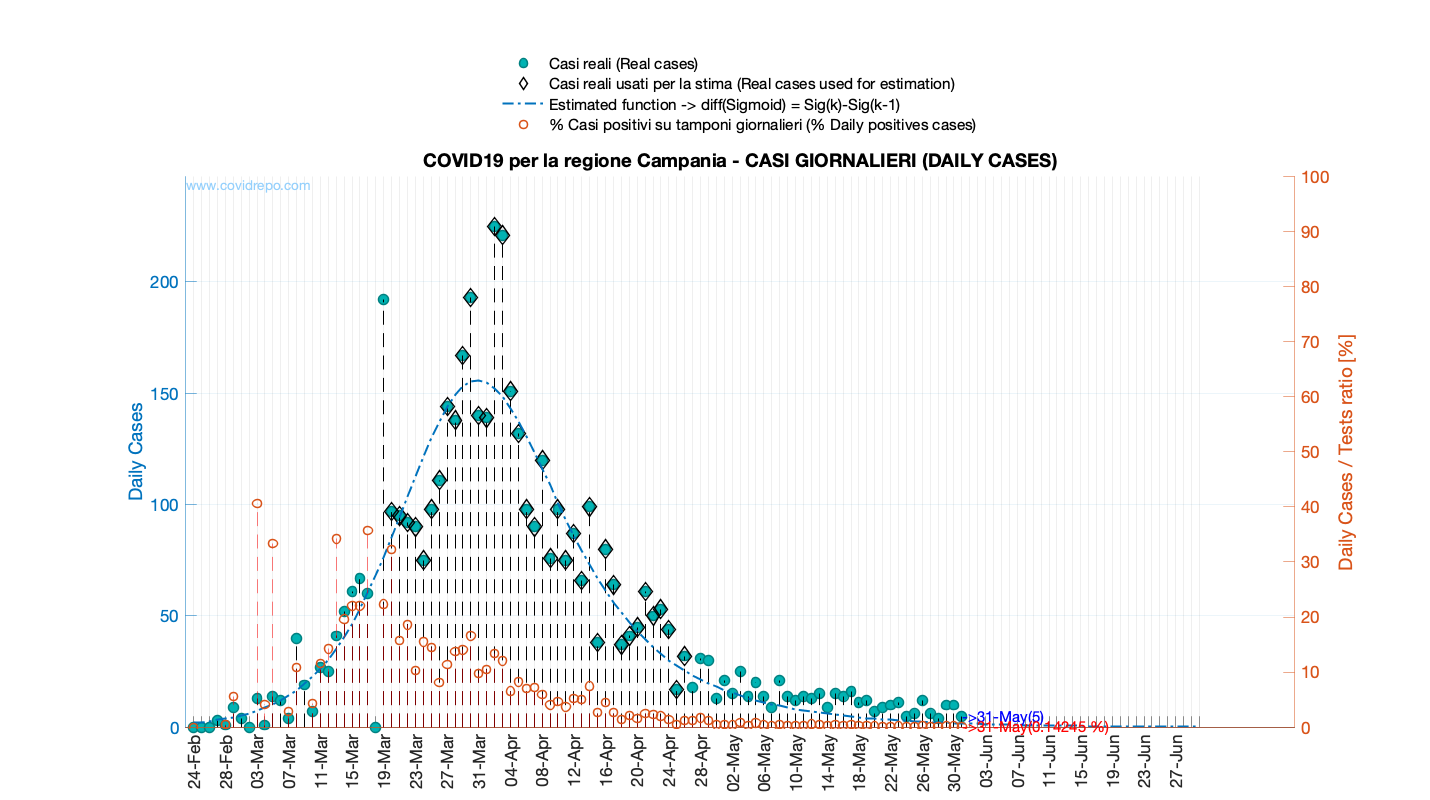 Casi reali (Real cases)
Casi reali usati per la stima (Real cases used for estimation)
Estimated function -> diff(Sigmoid) = Sig(k)-Sig(k-1)
% Casi positivi su tamponi giornalieri (% Daily positives cases)
COVID19 per la regione Campania - CASI GIORNALIERI (DAILY CASES)
www.covidrepo.com
Daily Cases
200
150
100
50
0
100
90
80
70
60
50
40
30
20
10
0
Daily Cases / Tests ratio [%]
>31-May(5)
>31-May(0.14245 %)
24-Feb
28-Feb
03-Mar
07-Mar
11-Mar
15-Mar
19-Mar
23-Mar
27-Mar
31-Mar
04-Apr
08-Apr
12-Apr
16-Apr
20-Apr
24-Apr
28-Apr
02-May
06-May
10-May
14-May
18-May
22-May
26-May
30-May
03-Jun
07-Jun
11-Jun
15-Jun
19-Jun
23-Jun
27-Jun